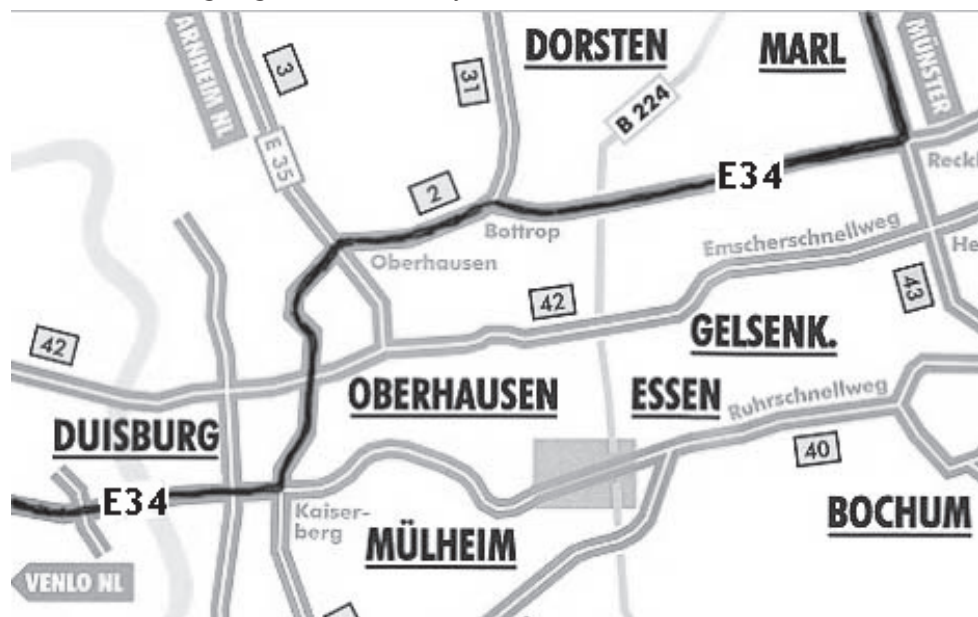 ARNHEIM NL
3
31
DORSTEN
MARL
MÜNSTER
B 224
E 35
2
E34
Bottrop
Oberhausen
Emscherschnellweg
42
43
42
GELSENK.
OBERHAUSEN
ESSEN
Ruhrschnellweg
DUISBURG
40
E34
Kaiser-
berg
MÜLHEIM
BOCHUM
VENLO NL